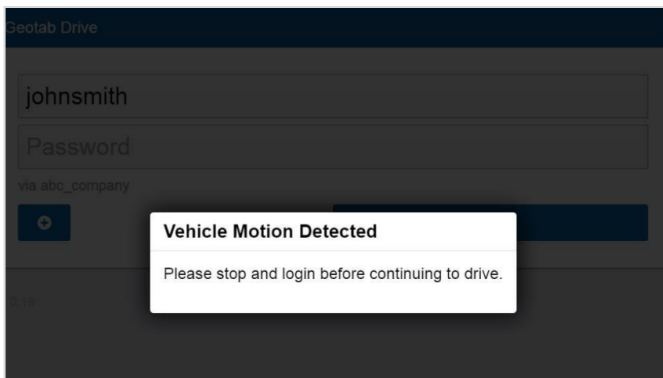 Geotab Drive
johnsmith
Password
via abc_company
Vehicle Motion Detected
Please stop and login before continuing to drive.